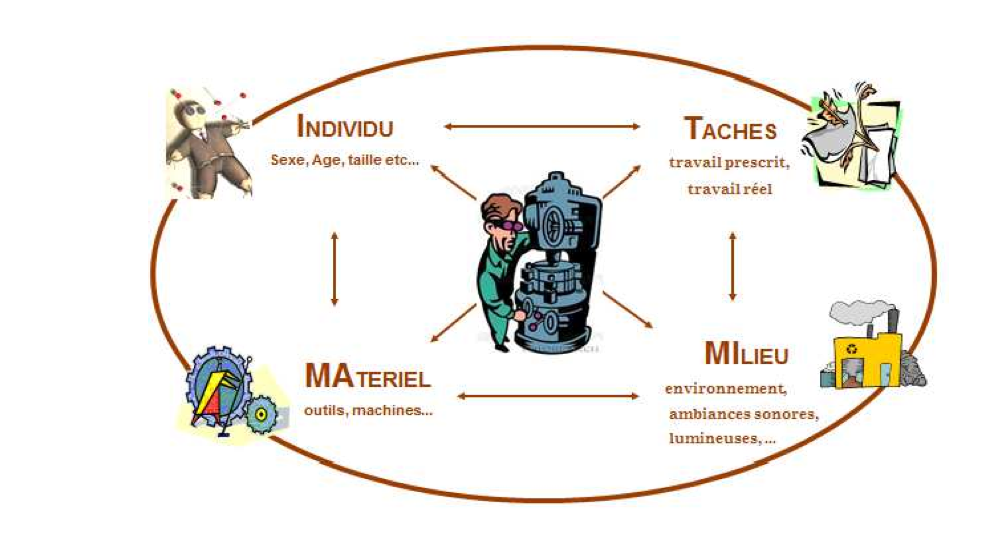 INDIVIDU
Sexe, Age, taille etc...
TACHES
travail prescrit,
travail réel
MATERIEL
outils, machines...
MILIEU
environnement,
ambiances sonores,
lumineuses,...